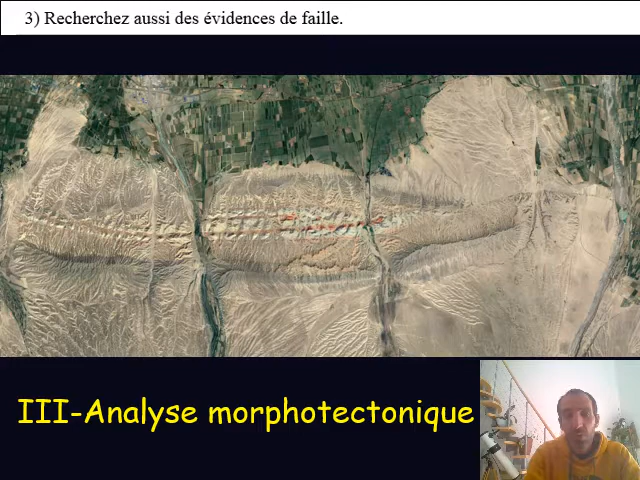 3) Recherchez aussi des évidences de faille.
III-Analyse morphotectonique